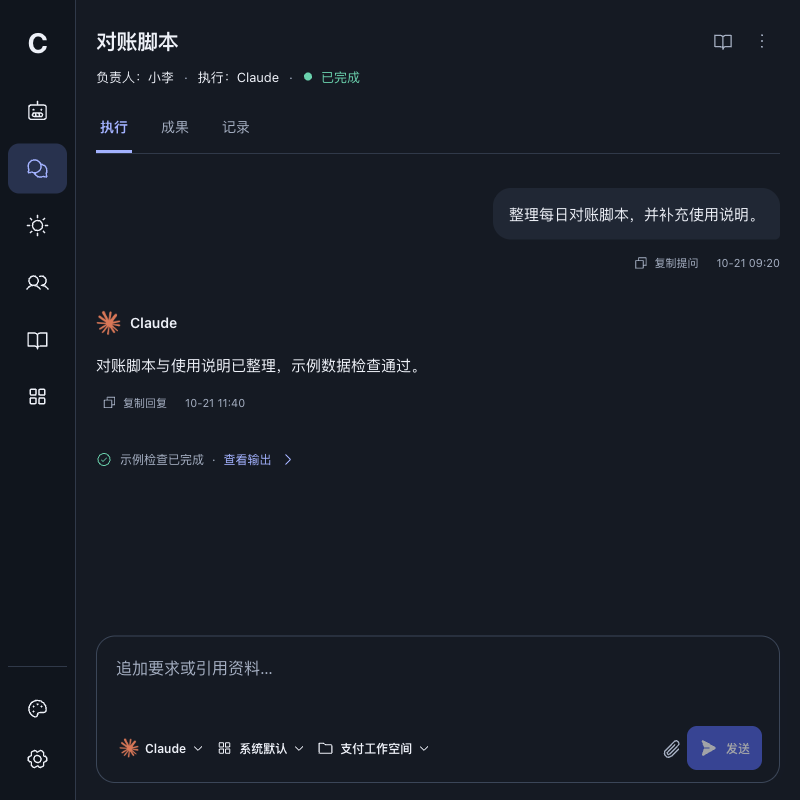 C
对账脚本
负责人：小李 · 执行：Claude · 已完成
执行 成果 记录
整理每日对账脚本，并补充使用说明。
复制提问 10-21 09:20
Claude
对账脚本与使用说明已整理，示例数据检查通过。
复制回复 10-21 11:40
示例检查已完成 · 查看输出
追加要求或引用资料...
Claude 系统默认 支付工作空间 发送